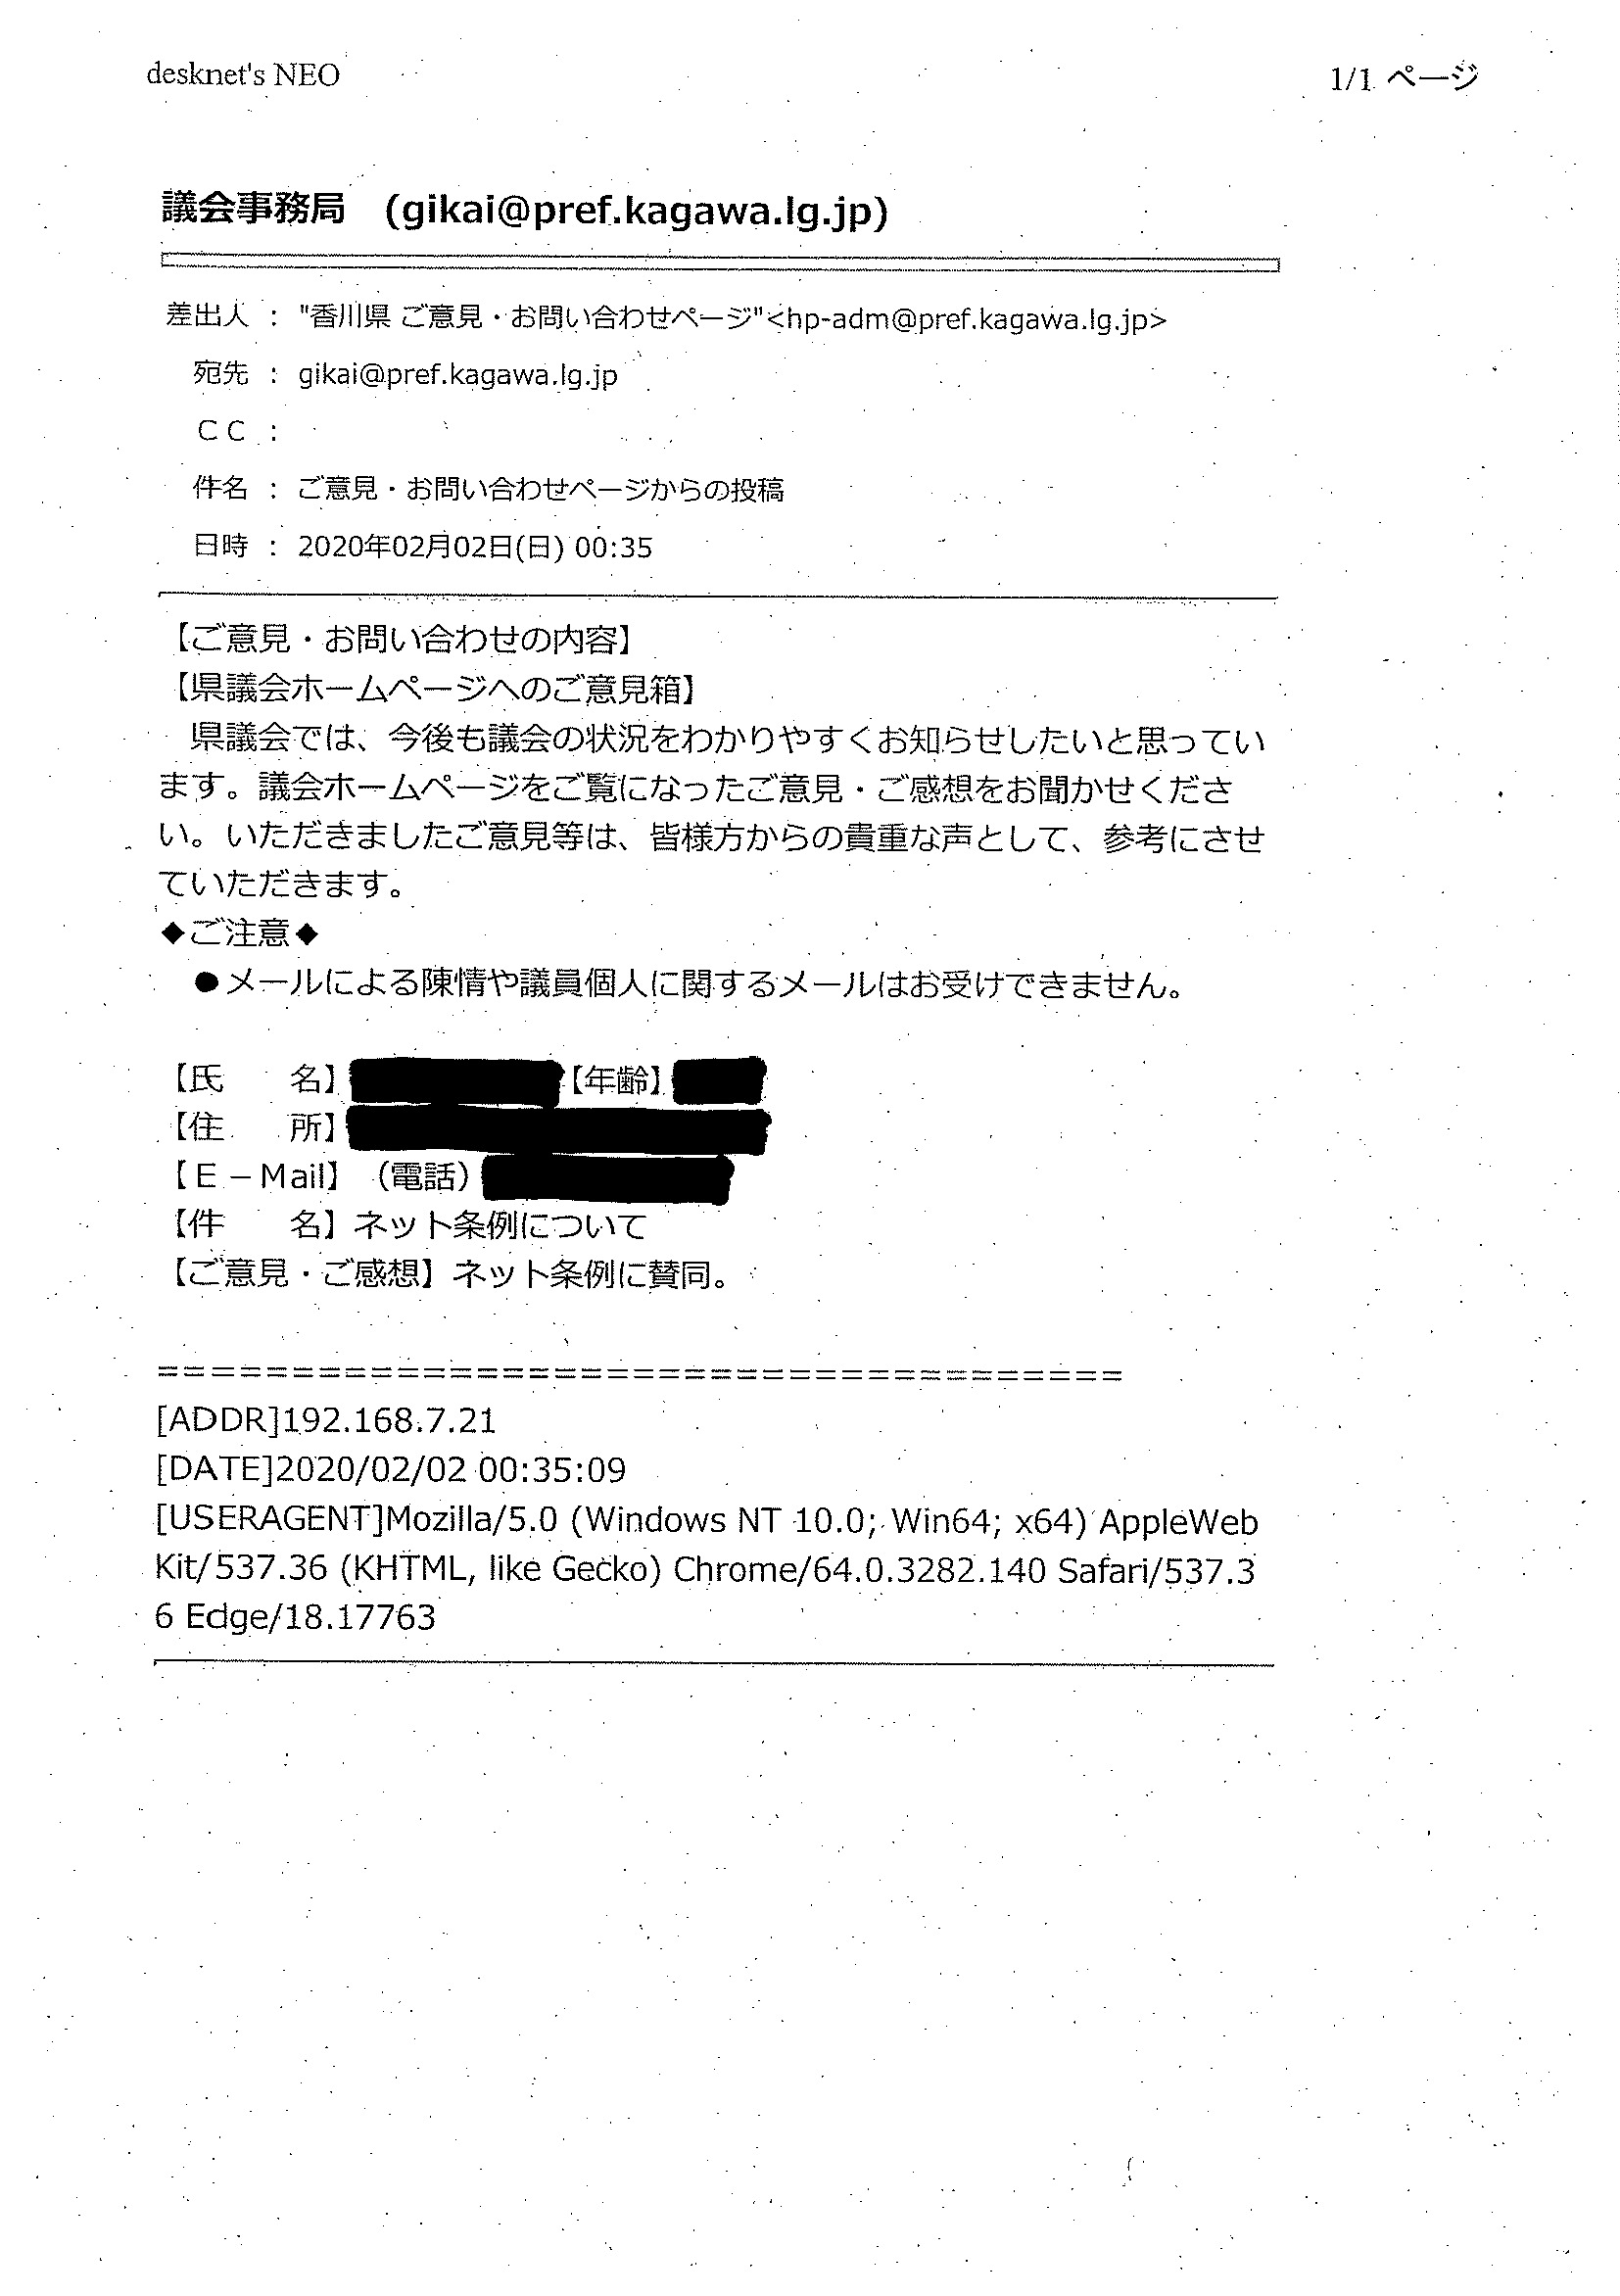 desknet's NEO
1/1 ページ
議会事務局 (gikai@pref.kagawa.lg.jp)
差出人 : "香川県 ご意見・お問い合わせページ"<hp-adm@pref.kagawa.lg.jp>
宛先 : gikai@pref.kagawa.lg.jp
ＣＣ :
件名 : ご意見・お問い合わせページからの投稿
日時 : 2020年02月02日(日) 00:35
【ご意見・お問い合わせの内容】
【県議会ホームページへのご意見箱】
　県議会では、今後も議会の状況をわかりやすくお知らせしたいと思ってい
ます。議会ホームページをご覧になったご意見・ご感想をお聞かせくださ
い。いただきましたご意見等は、皆様方からの貴重な声として、参考にさせ
ていただきます。
◆ご注意◆
　●メールによる陳情や議員個人に関するメールはお受けできません。
【氏　　名】【年齢】
【住　　所】
【Ｅ－Mail】（電話）
【件　　名】ネット条例について
【ご意見・ご感想】ネット条例に賛同。
=====================================
[ADDR]192.168.7.21
[DATE]2020/02/02 00:35:09
[USERAGENT]Mozilla/5.0 (Windows NT 10.0; Win64; x64) AppleWeb
Kit/537.36 (KHTML, like Gecko) Chrome/64.0.3282.140 Safari/537.3
6 Edge/18.17763